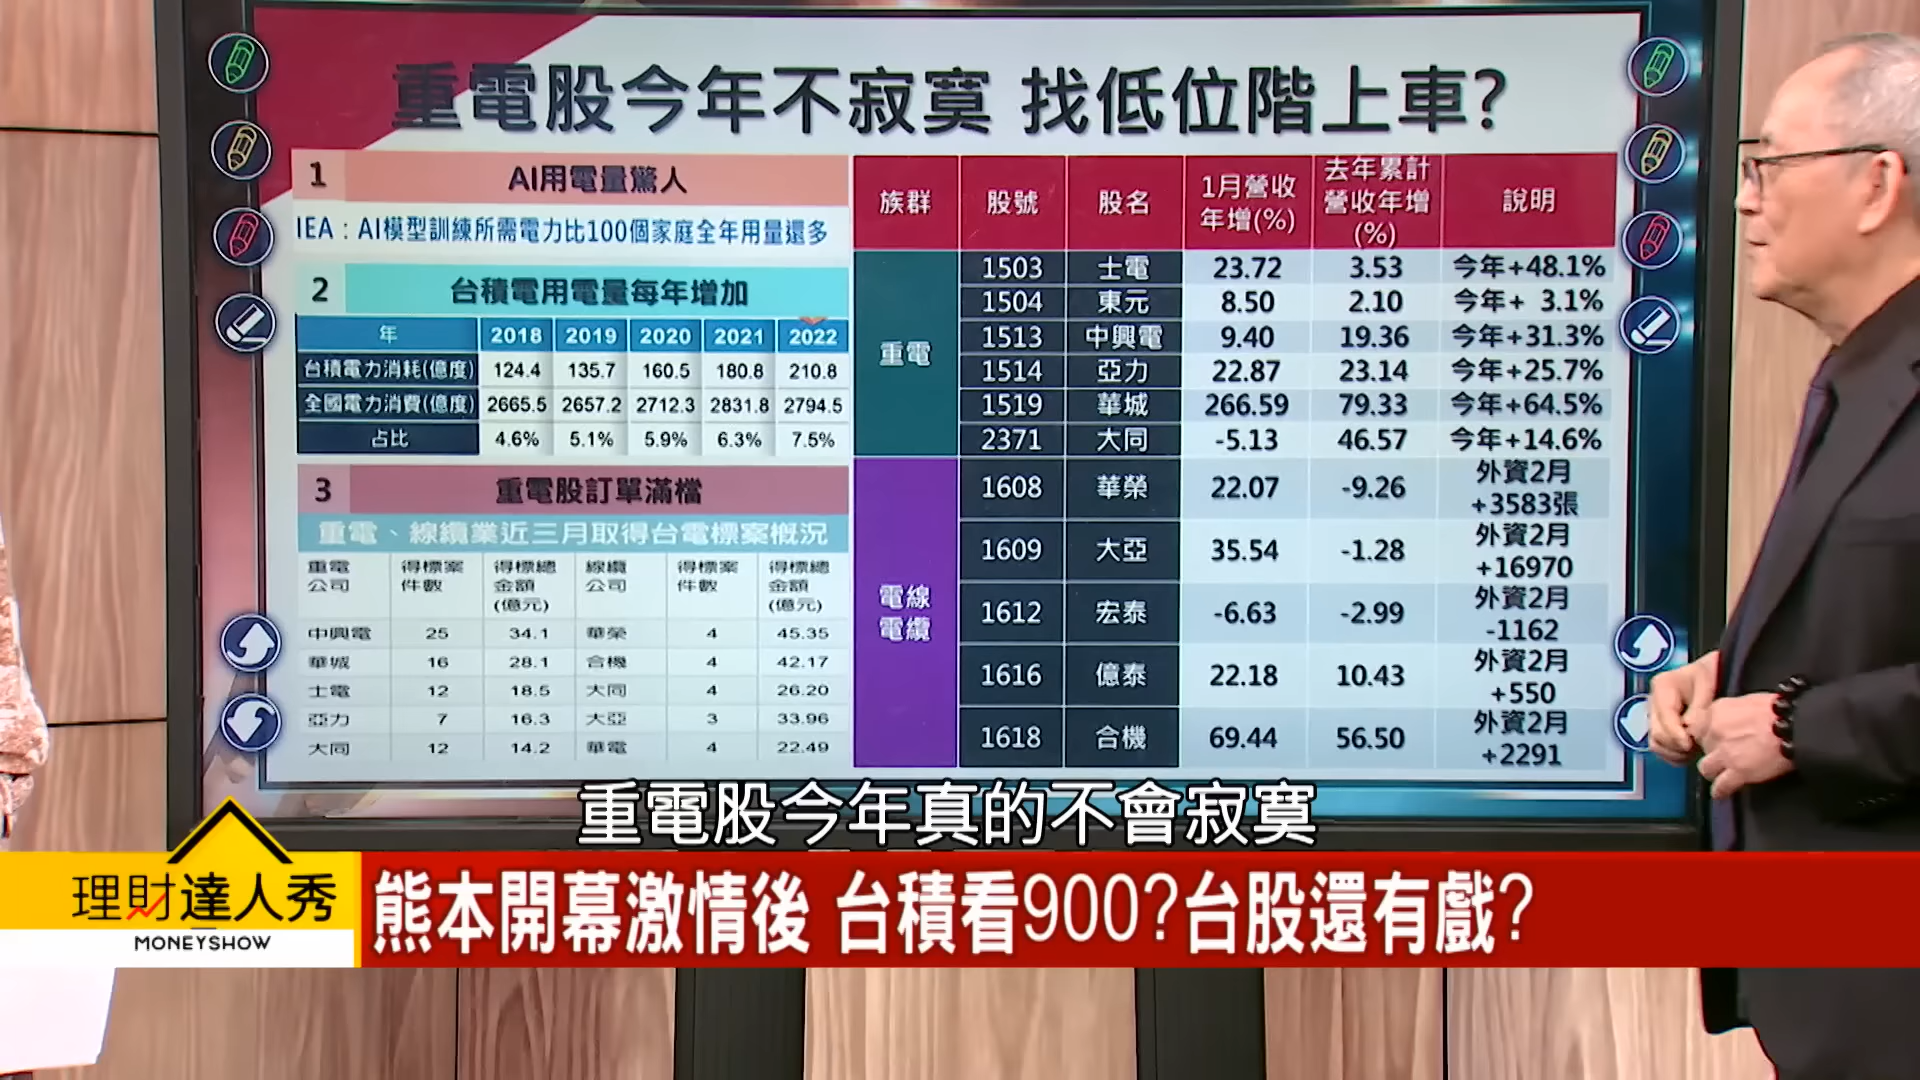 重電股今年不寂寞 找低位階上車?
1 AI用電量驚人
IEA：AI模型訓練所需電力比100個家庭全年用量還多
2 台積電用電量每年增加
年 2018 2019 2020 2021 2022
台積電力消耗(億度) 124.4 135.7 160.5 180.8 210.8
全國電力消費(億度) 2665.5 2657.2 2712.3 2831.8 2794.5
占比 4.6% 5.1% 5.9% 6.3% 7.5%
3 重電股訂單滿檔
重電、線纜業近三月取得台電標案概況
重電公司 得標案件數 得標總金額(億元) 線纜公司 得標案件數 得標總金額(億元)
中興電 25 34.1 華榮 4 45.35
華城 16 28.1 合機 4 42.17
士電 12 18.5 大同 4 26.20
亞力 7 16.3 大亞 3 33.96
大同 12 14.2 華電 4 22.49
族群 股號 股名 1月營收年增(%) 去年累計營收年增(%) 說明
重電
1503 士電 23.72 3.53 今年+48.1%
1504 東元 8.50 2.10 今年+ 3.1%
1513 中興電 9.40 19.36 今年+31.3%
1514 亞力 22.87 23.14 今年+25.7%
1519 華城 266.59 79.33 今年+64.5%
2371 大同 -5.13 46.57 今年+14.6%
電線電纜
1608 華榮 22.07 -9.26 外資2月+3583張
1609 大亞 35.54 -1.28 外資2月+16970
1612 宏泰 -6.63 -2.99 外資2月-1162
1616 億泰 22.18 10.43 外資2月+550
1618 合機 69.44 56.50 外資2月+2291
重電股今年真的不會寂寞
理財達人秀
MONEYSHOW
熊本開幕激情後 台積看900?台股還有戲?